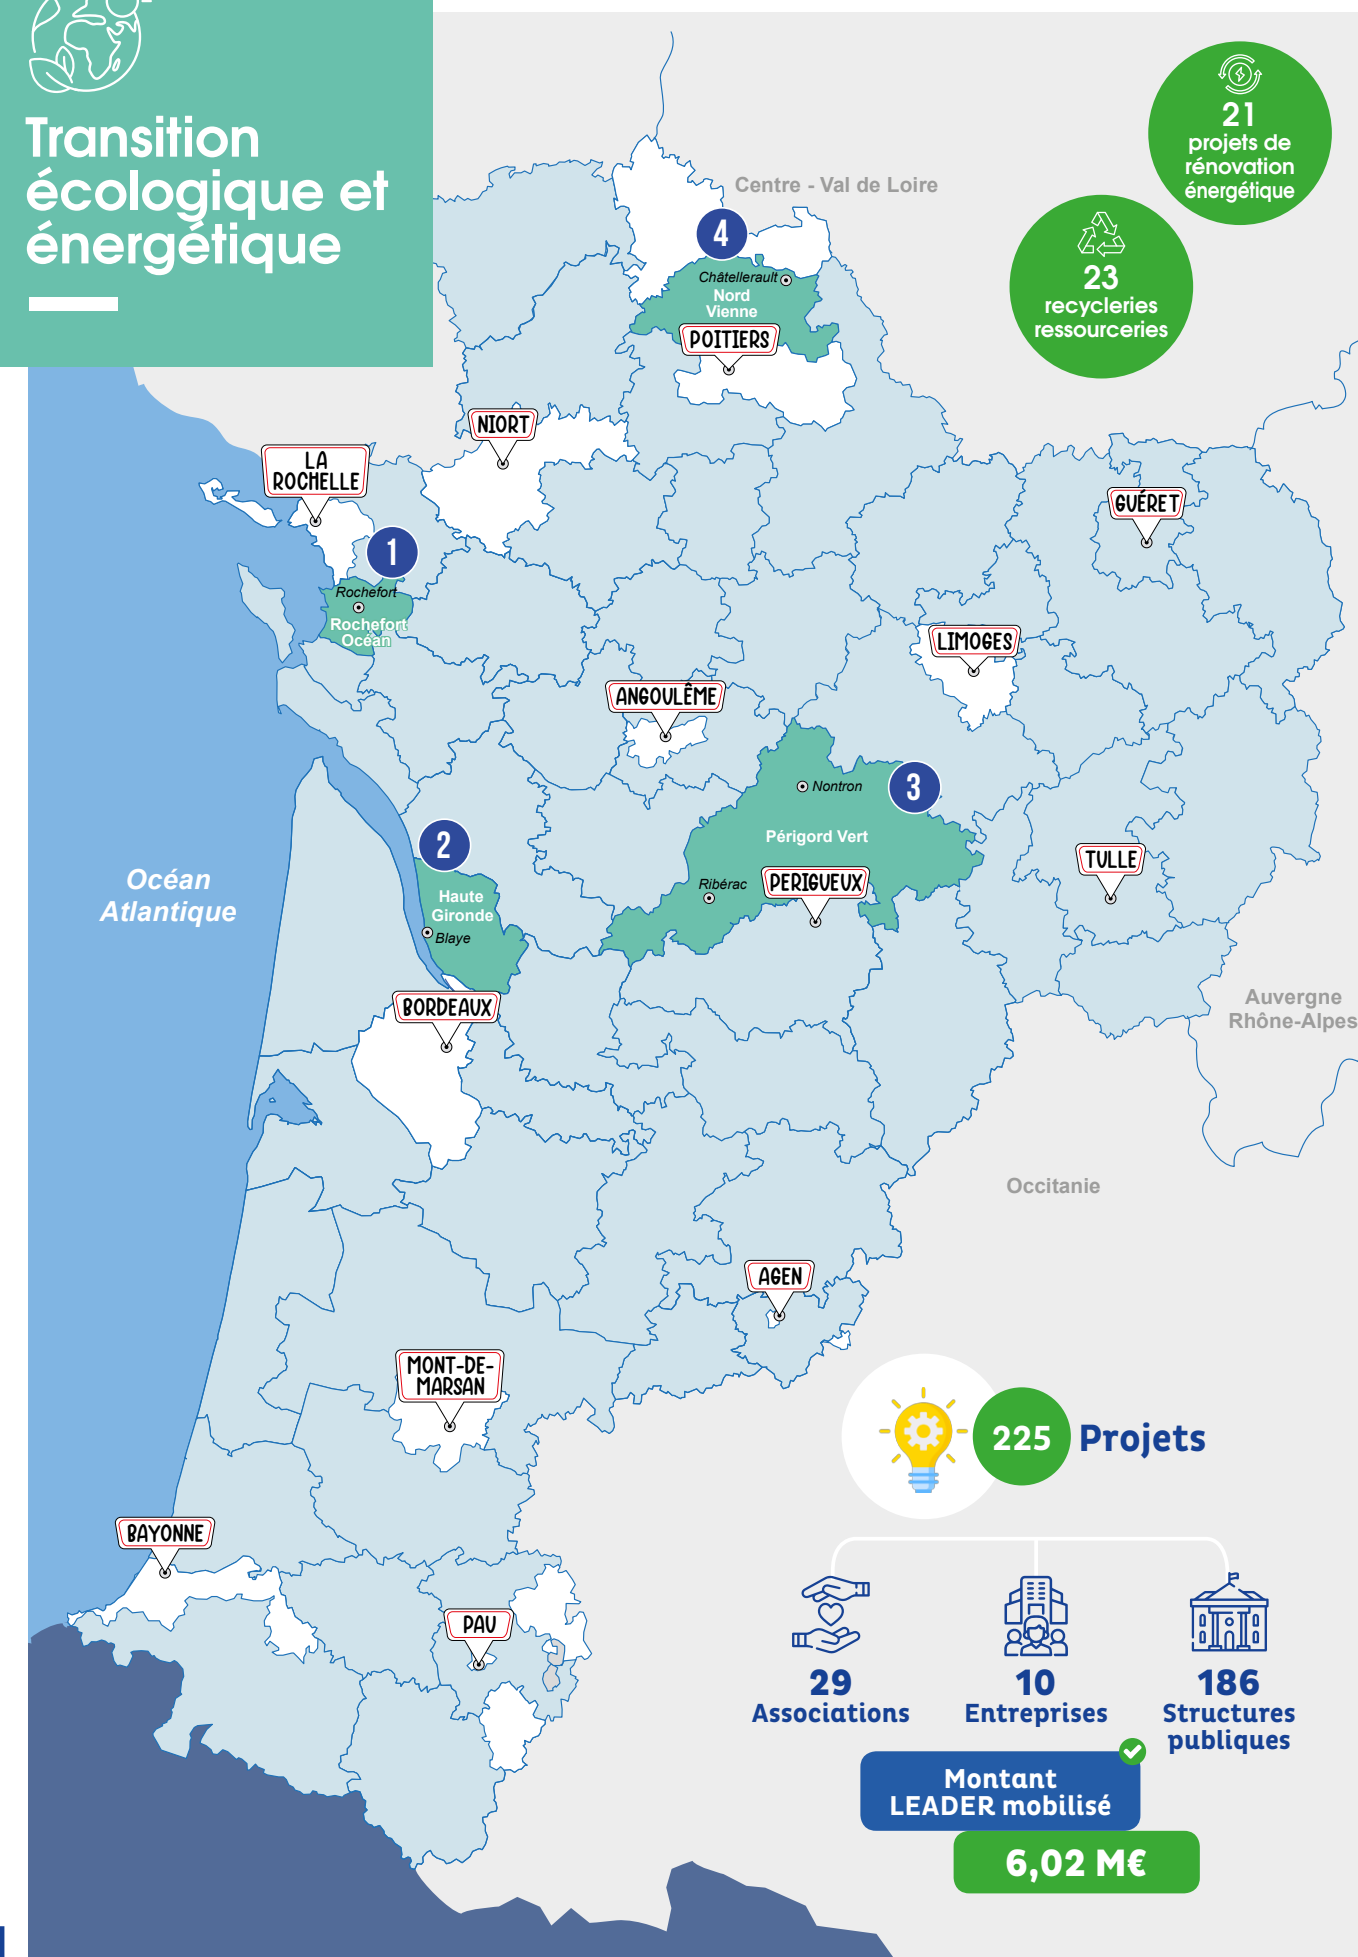 Transition
écologique et
énergétique
21
projets de
rénovation
énergétique
23
recycleries
ressourceries
Centre - Val de Loire
4
Châtellerault
Nord
Vienne
POITIERS
NIORT
LA
ROCHELLE
GUÉRET
1
Rochefort
Rochefort
Océan
LIMOGES
ANGOULÊME
Nontron
3
Périgord Vert
2
Haute
Gironde
Blaye
Ribérac
PERIGUEUX
TULLE
Océan
Atlantique
BORDEAUX
Auvergne
Rhône-Alpes
Occitanie
AGEN
MONT-DE-
MARSAN
BAYONNE
PAU
225 Projets
29
Associations
10
Entreprises
186
Structures
publiques
Montant
LEADER mobilisé
6,02 M€